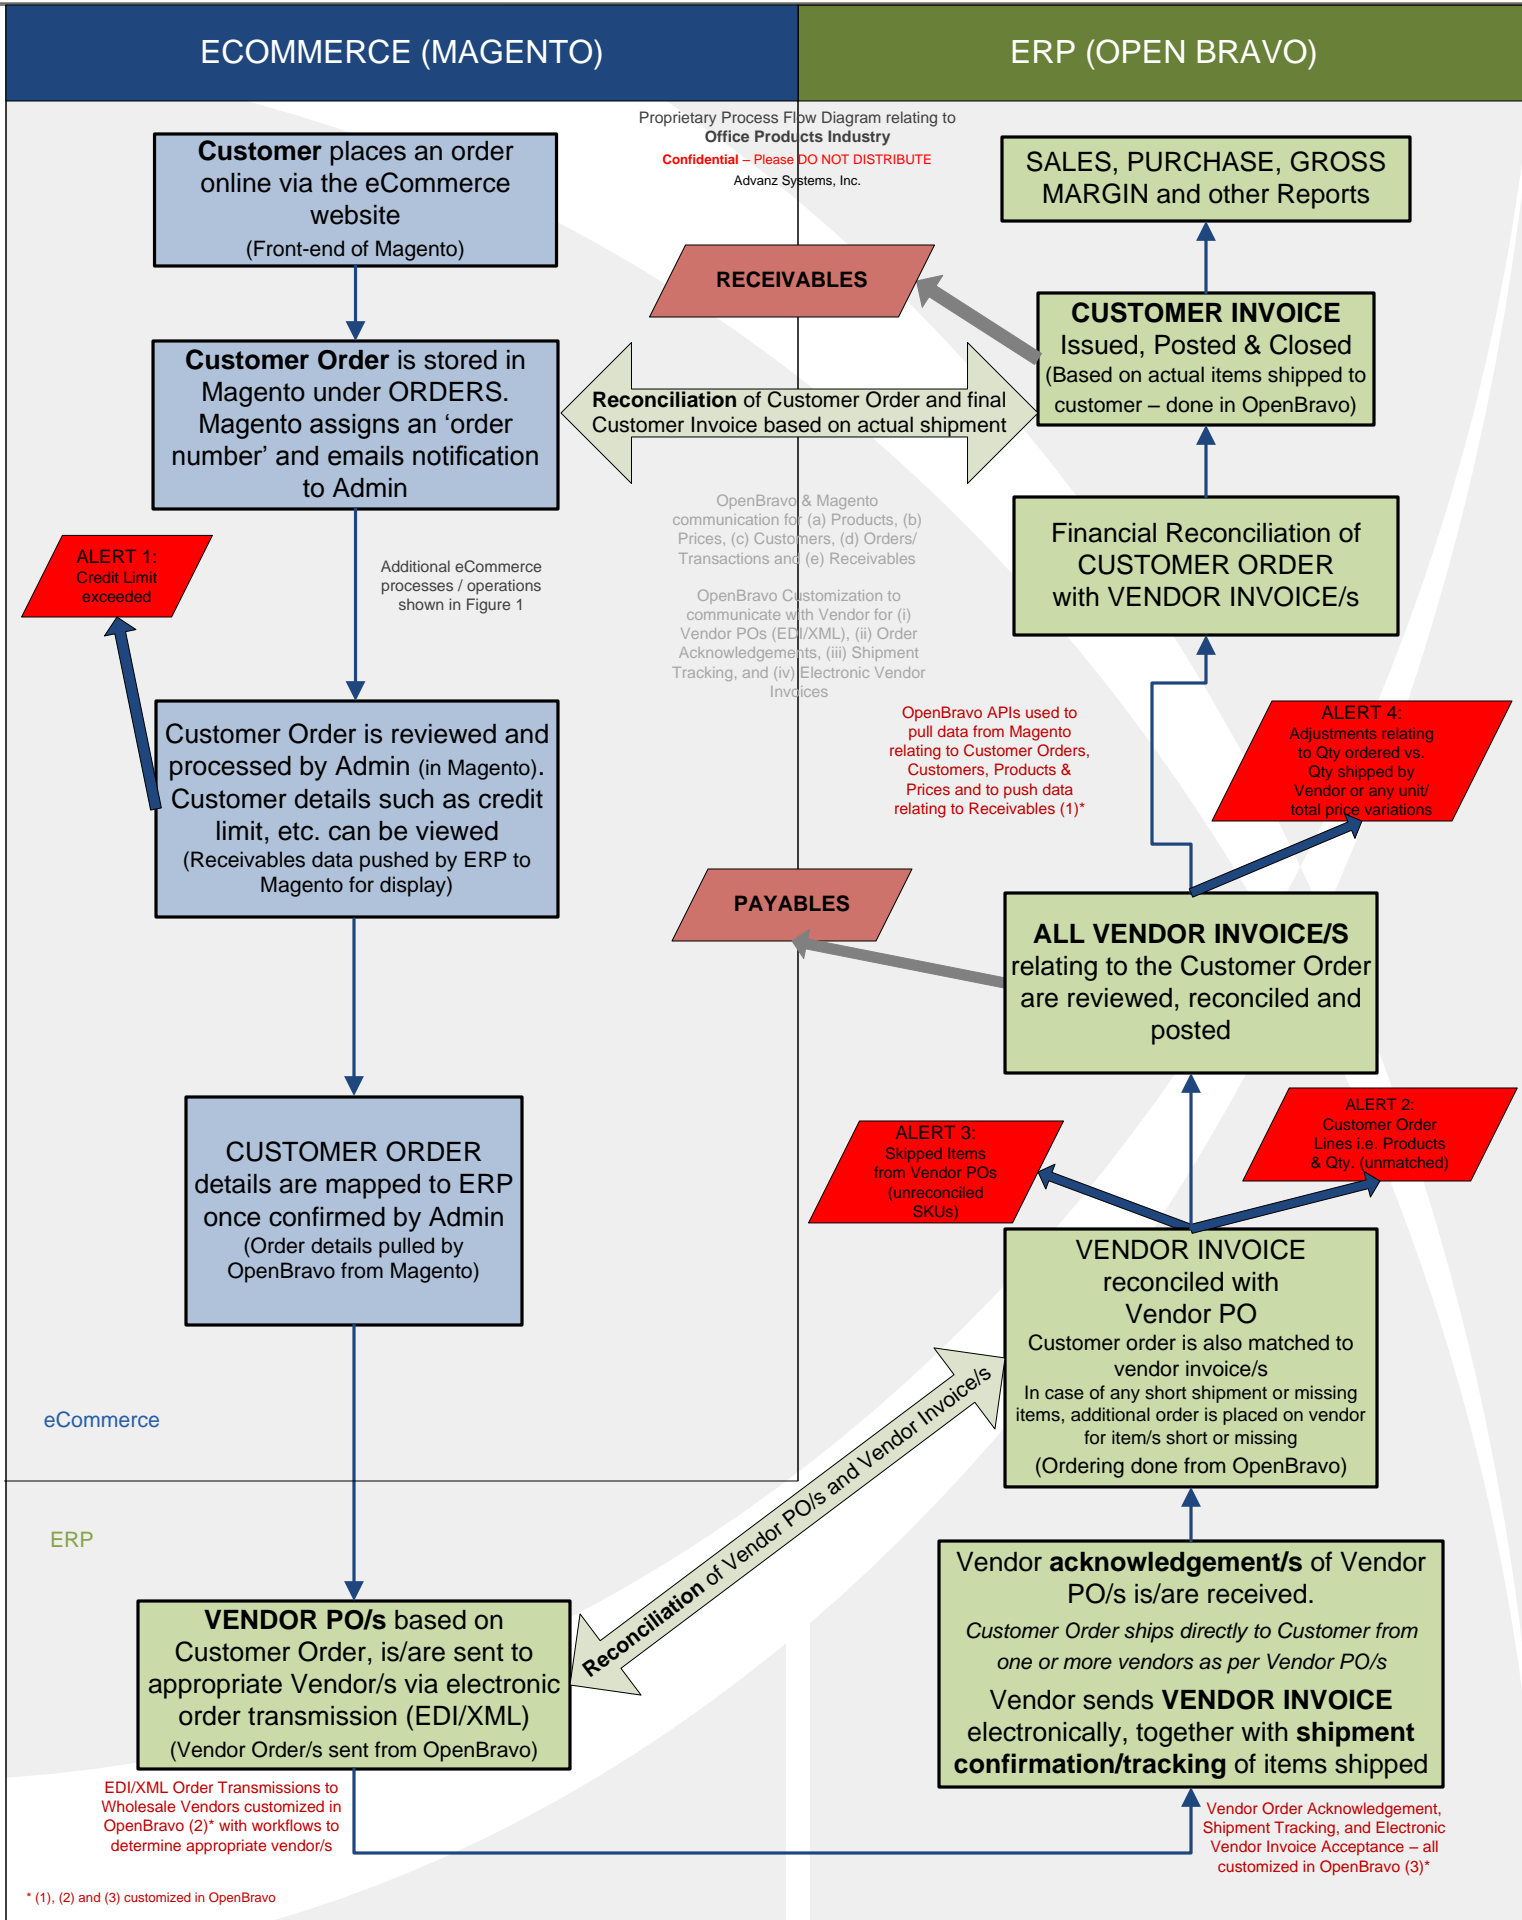 ECOMMERCE (MAGENTO)
ERP (OPEN BRAVO)
Proprietary Process Flow Diagram relating to
Office Products Industry
Confidential – Please DO NOT DISTRIBUTE
Advanz Systems, Inc.
Customer places an order
online via the eCommerce
website
(Front-end of Magento)
SALES, PURCHASE, GROSS
MARGIN and other Reports
RECEIVABLES
CUSTOMER INVOICE
Issued, Posted & Closed
(Based on actual items shipped to
customer – done in OpenBravo)
Customer Order is stored in
Magento under ORDERS.
Magento assigns an ‘order
number’ and emails notification
to Admin
Reconciliation of Customer Order and final
Customer Invoice based on actual shipment
OpenBravo & Magento
communication for (a) Products, (b)
Prices, (c) Customers, (d) Orders/
Transactions and (e) Receivables
OpenBravo Customization to
communicate with Vendor for (i)
Vendor POs (EDI/XML), (ii) Order
Acknowledgements, (iii) Shipment
Tracking, and (iv) Electronic Vendor
Invoices
Financial Reconciliation of
CUSTOMER ORDER
with VENDOR INVOICE/s
ALERT 1:
Credit Limit
exceeded
Additional eCommerce
processes / operations
shown in Figure 1
Customer Order is reviewed and
processed by Admin (in Magento).
Customer details such as credit
limit, etc. can be viewed
(Receivables data pushed by ERP to
Magento for display)
OpenBravo APIs used to
pull data from Magento
relating to Customer Orders,
Customers, Products &
Prices and to push data
relating to Receivables (1)*
ALERT 4:
Adjustments relating
to Qty ordered vs.
Qty shipped by
Vendor or any unit/
total price variations
PAYABLES
ALL VENDOR INVOICE/S
relating to the Customer Order
are reviewed, reconciled and
posted
CUSTOMER ORDER
details are mapped to ERP
once confirmed by Admin
(Order details pulled by
OpenBravo from Magento)
ALERT 3:
Skipped Items
from Vendor POs
(unreconciled
SKUs)
ALERT 2:
Customer Order
Lines i.e. Products
& Qty. (unmatched)
VENDOR INVOICE
reconciled with
Vendor PO
Customer order is also matched to
vendor invoice/s
In case of any short shipment or missing
items, additional order is placed on vendor
for item/s short or missing
(Ordering done from OpenBravo)
eCommerce
ERP
Reconciliation of Vendor PO/s and Vendor Invoice/s
VENDOR PO/s based on
Customer Order, is/are sent to
appropriate Vendor/s via electronic
order transmission (EDI/XML)
(Vendor Order/s sent from OpenBravo)
Vendor acknowledgement/s of Vendor
PO/s is/are received.
Customer Order ships directly to Customer from
one or more vendors as per Vendor PO/s
Vendor sends VENDOR INVOICE
electronically, together with shipment
confirmation/tracking of items shipped
EDI/XML Order Transmissions to
Wholesale Vendors customized in
OpenBravo (2)* with workflows to
determine appropriate vendor/s
Vendor Order Acknowledgement,
Shipment Tracking, and Electronic
Vendor Invoice Acceptance – all
customized in OpenBravo (3)*
* (1), (2) and (3) customized in OpenBravo